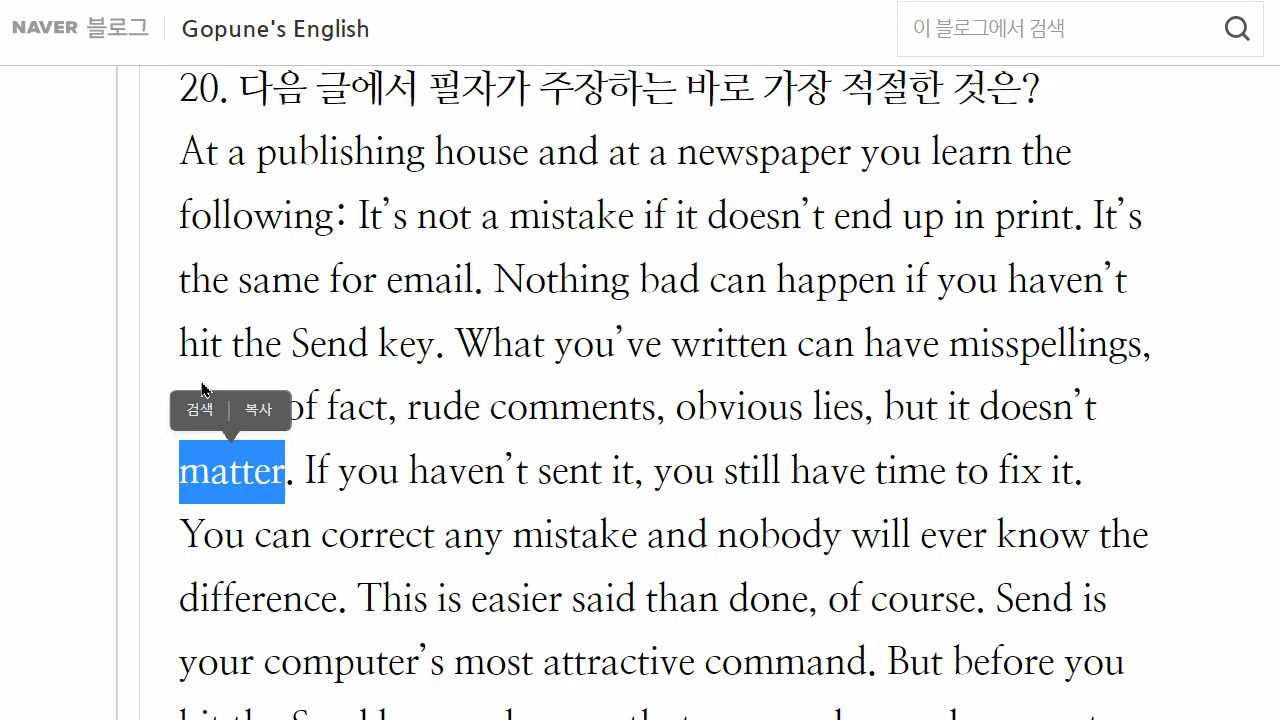 NAVER 블로그 Gopune's English 이 블로그에서 검색
20. 다음 글에서 필자가 주장하는 바로 가장 적절한 것은?
At a publishing house and at a newspaper you learn the
following: It's not a mistake if it doesn't end up in print. It's
the same for email. Nothing bad can happen if you haven't
hit the Send key. What you've written can have misspellings,
검색 복사 of fact, rude comments, obvious lies, but it doesn't
matter. If you haven't sent it, you still have time to fix it.
You can correct any mistake and nobody will ever know the
difference. This is easier said than done, of course. Send is
your computer's most attractive command. But before you